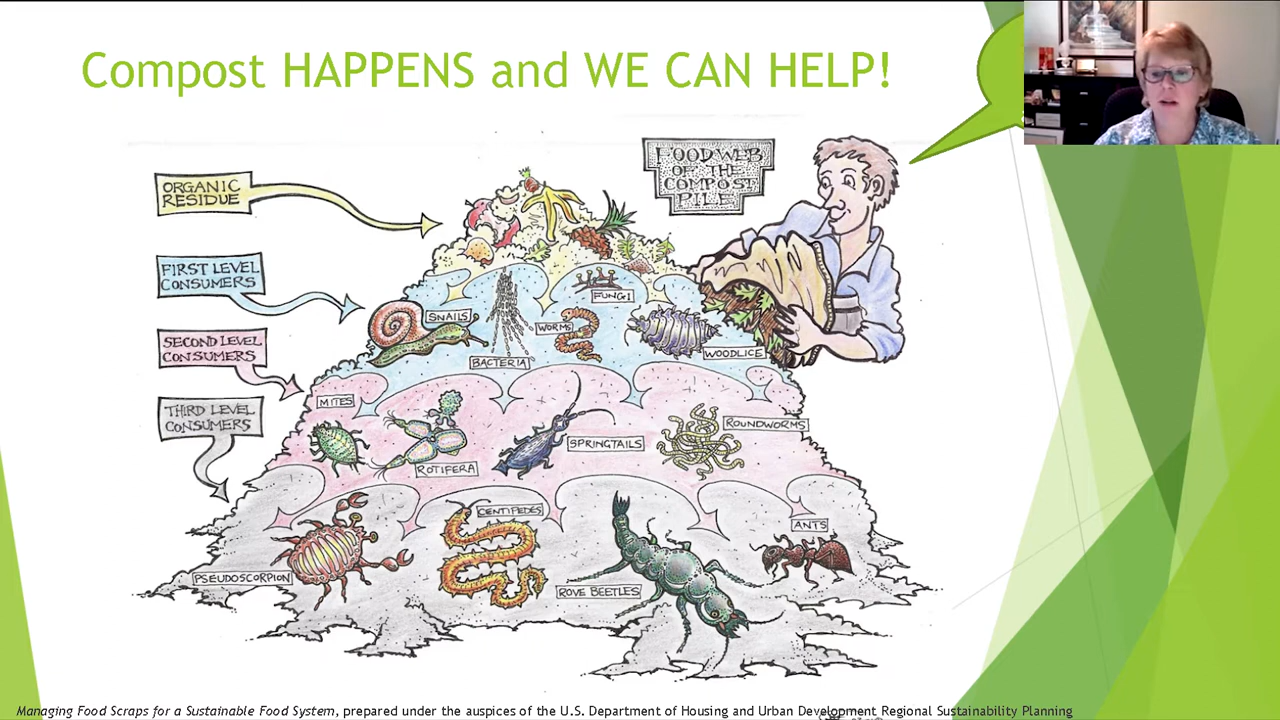 Compost HAPPENS and WE CAN HELP!
FOOD WEB
OF THE
COMPOST
PILE
ORGANIC
RESIDUE
FIRST LEVEL
CONSUMERS
SECOND LEVEL
CONSUMERS
THIRD LEVEL
CONSUMERS
FUNGI
SNAILS
WORMS
BACTERIA
WOODLICE
MITES
ROTIFERA
SPRINGTAILS
ROUNDWORMS
CENTIPEDES
ANTS
PSEUDOSCORPION
ROVE BEETLES
Managing Food Scraps for a Sustainable Food System, prepared under the auspices of the U.S. Department of Housing and Urban Development Regional Sustainability Planning